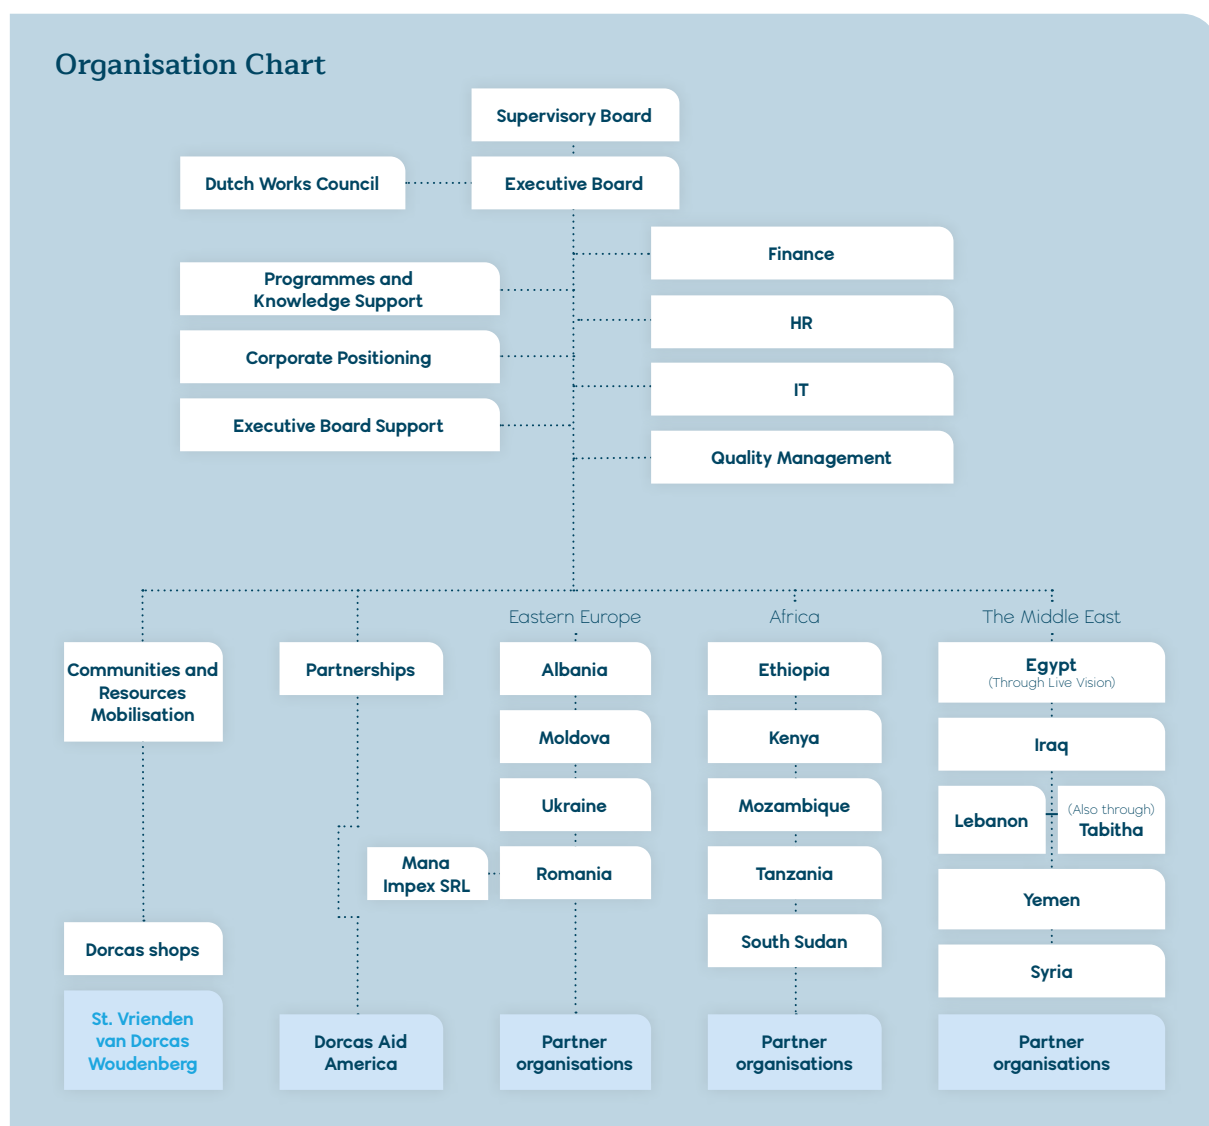 Organisation Chart
Supervisory Board
Dutch Works Council
Executive Board
Finance
Programmes and
Knowledge Support
HR
Corporate Positioning
IT
Executive Board Support
Quality Management
Eastern Europe
Africa
The Middle East
Communities and
Resources
Mobilisation
Partnerships
Albania
Ethiopia
Egypt
(Through Live Vision)
Moldova
Kenya
Iraq
Ukraine
Mozambique
Lebanon
(Also through)
Tabitha
Mana
Impex SRL
Romania
Tanzania
Yemen
Dorcas shops
South Sudan
Syria
St. Vrienden
van Dorcas
Woudenberg
Dorcas Aid
America
Partner
organisations
Partner
organisations
Partner
organisations